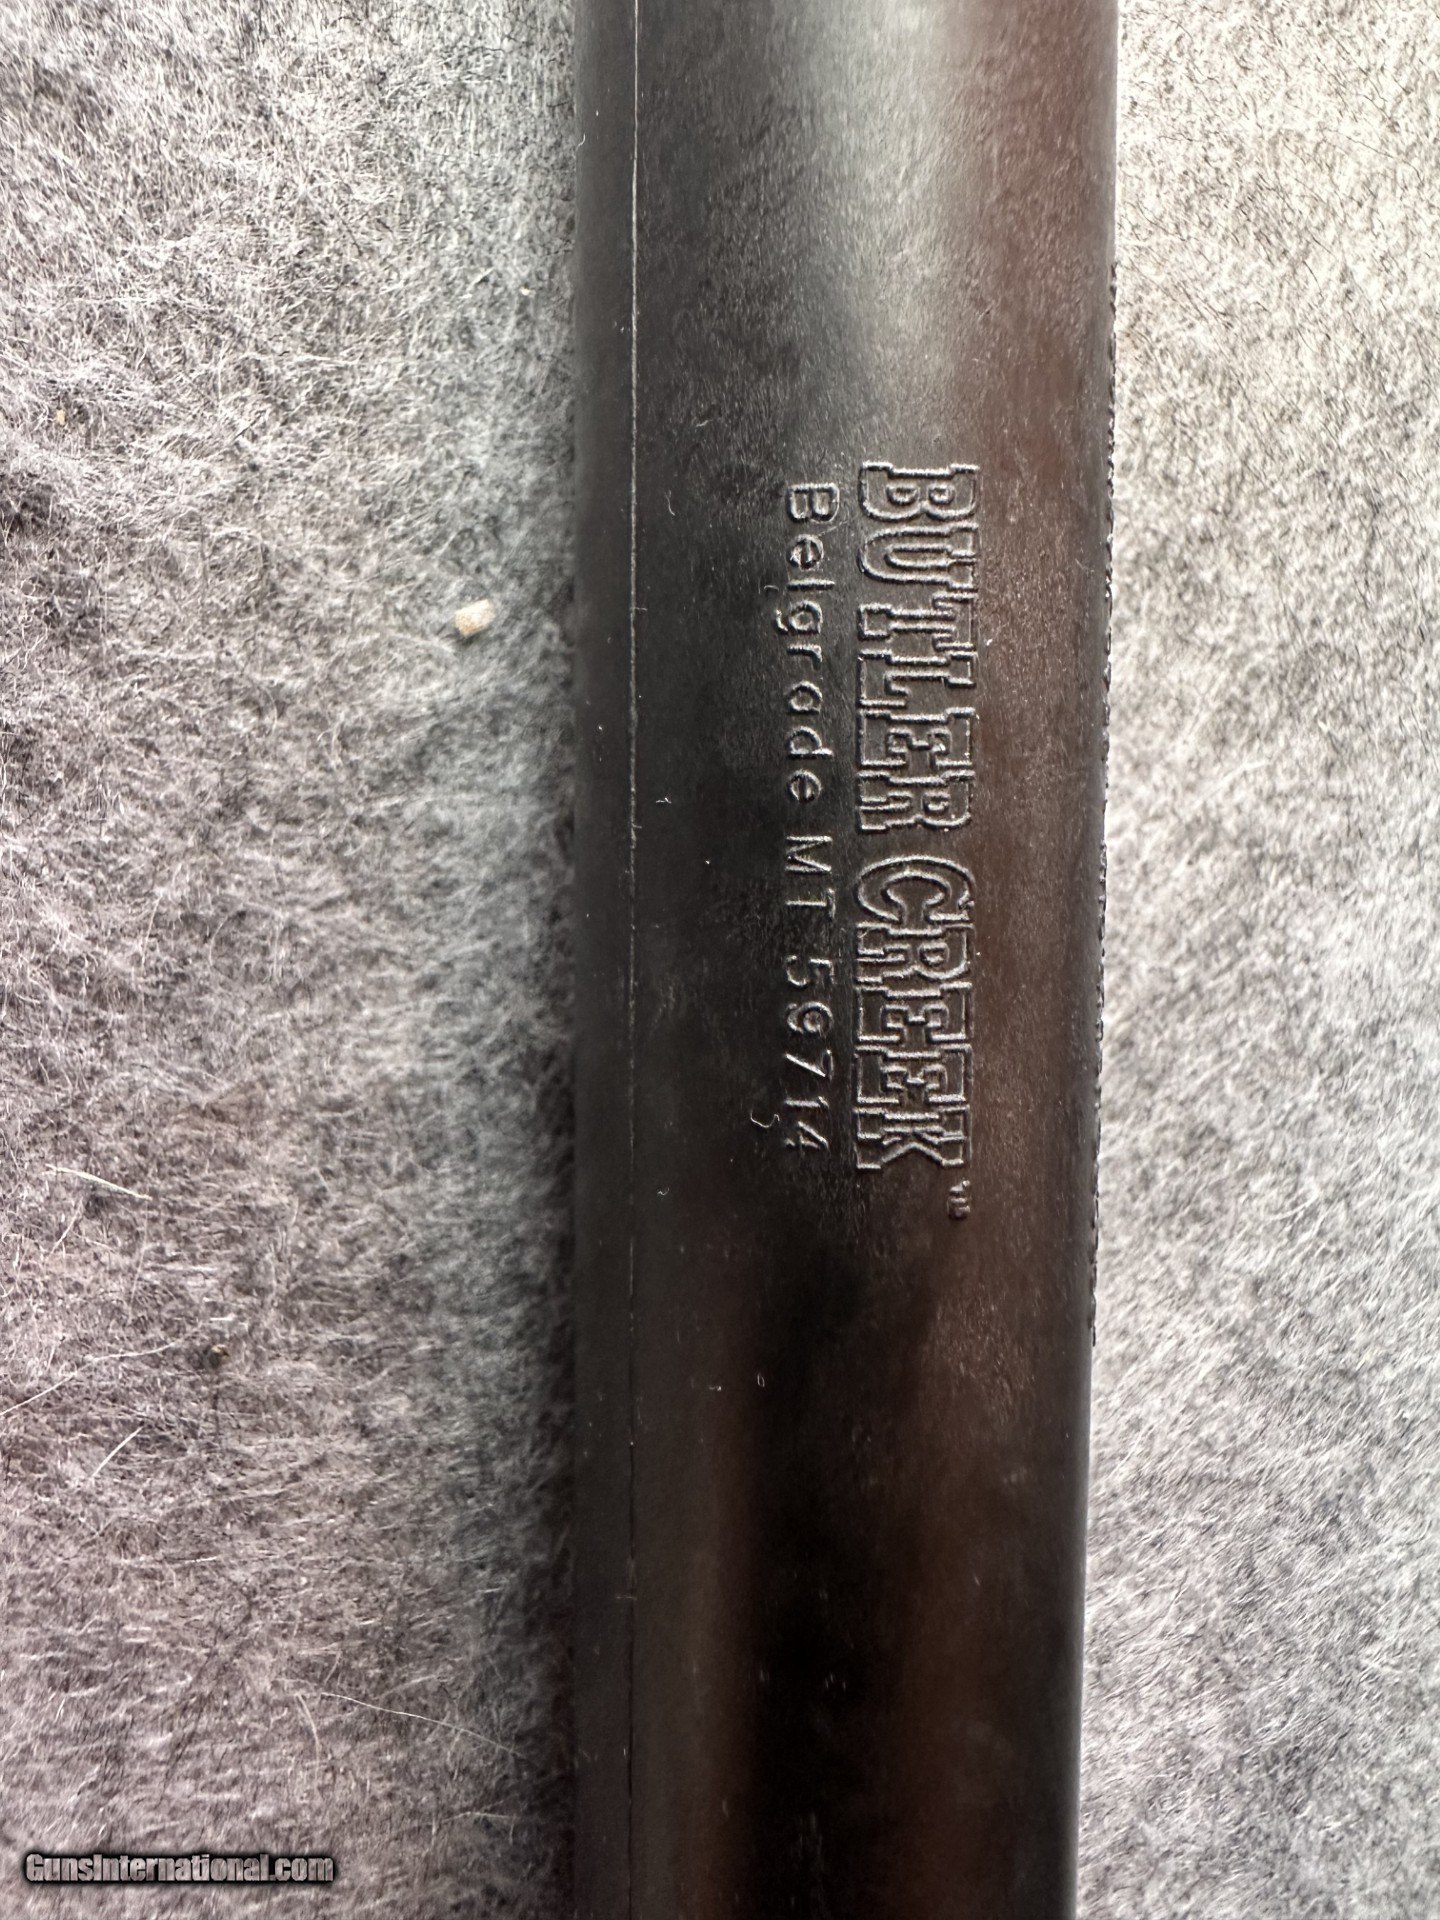 BUTLER CREEK™
Belgrade MT 59714
GunsInternational.com